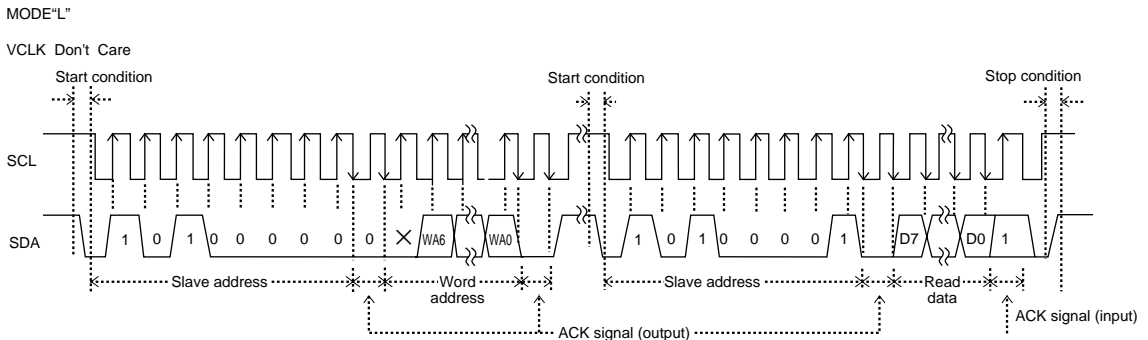 MODE“L”
VCLK Don't Care
Start condition Start condition Stop condition
SCL
SDA 1 0 1 0 0 0 0 0 0 × WA6 WA0 1 0 1 0 0 0 0 1 D7 D0 1
Slave address Word address Slave address Read data
ACK signal (output) ACK signal (input)